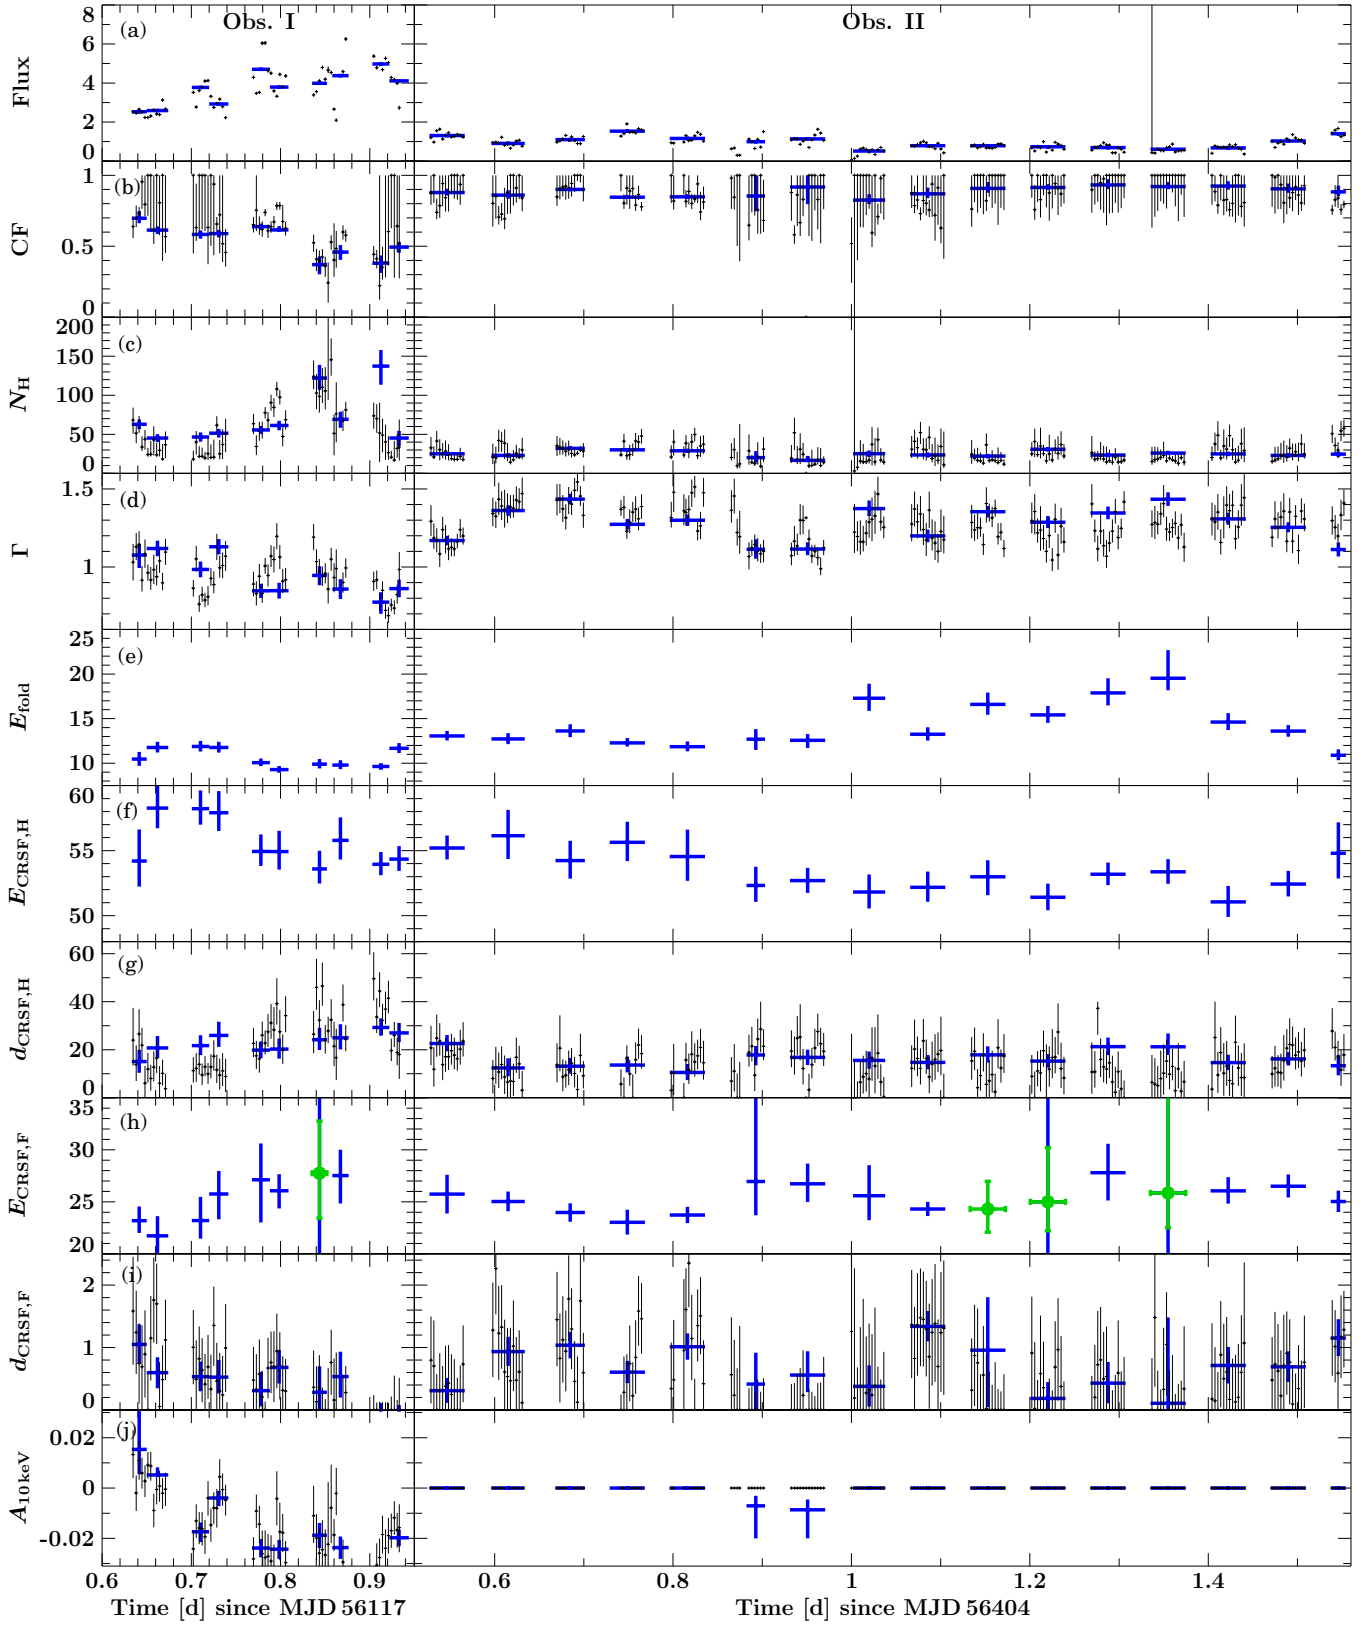 Obs. I
Obs. II
(a)
Flux
8
6
4
2
0
(b)
CF
1
0.5
0
(c)
N_H
200
150
100
50
0
(d)
Γ
1.5
1
(e)
E_fold
25
20
15
10
(f)
E_CRSF,H
60
55
50
(g)
d_CRSF,H
60
40
20
0
(h)
E_CRSF,F
35
30
25
20
(i)
d_CRSF,F
2
1
0
(j)
A_10keV
0.02
0
-0.02
0.6 0.7 0.8 0.9 0.6 0.8 1 1.2 1.4
Time [d] since MJD 56117
Time [d] since MJD 56404